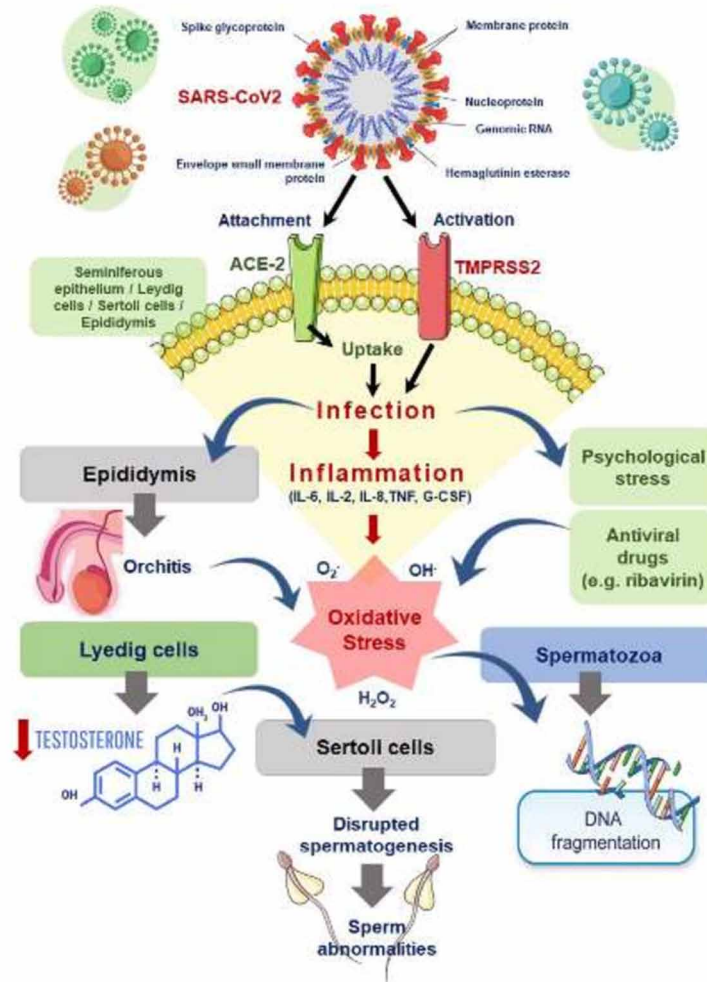 Spike glycoprotein
Membrane protein
SARS-CoV2
Nucleoprotein
Genomic RNA
Envelope small membrane
protein
Hemaglutinin esterase
Attachment
Activation
ACE-2
TMPRSS2
Seminiferous
epithelium / Leydig
cells / Sertoli cells /
Epididymis
Uptake
Infection
Inflammation
(IL-6, IL-2, IL-8,TNF, G-CSF)
Epididymis
Psychological
stress
Orchitis
Antiviral
drugs
(e.g. ribavirin)
O₂·
OH·
Oxidative
Stress
H₂O₂
Lyedig cells
Spermatozoa
TESTOSTERONE
OH₃
OH
H
H
H
OH
Sertoli cells
Disrupted
spermatogenesis
DNA
fragmentation
Sperm
abnormalities